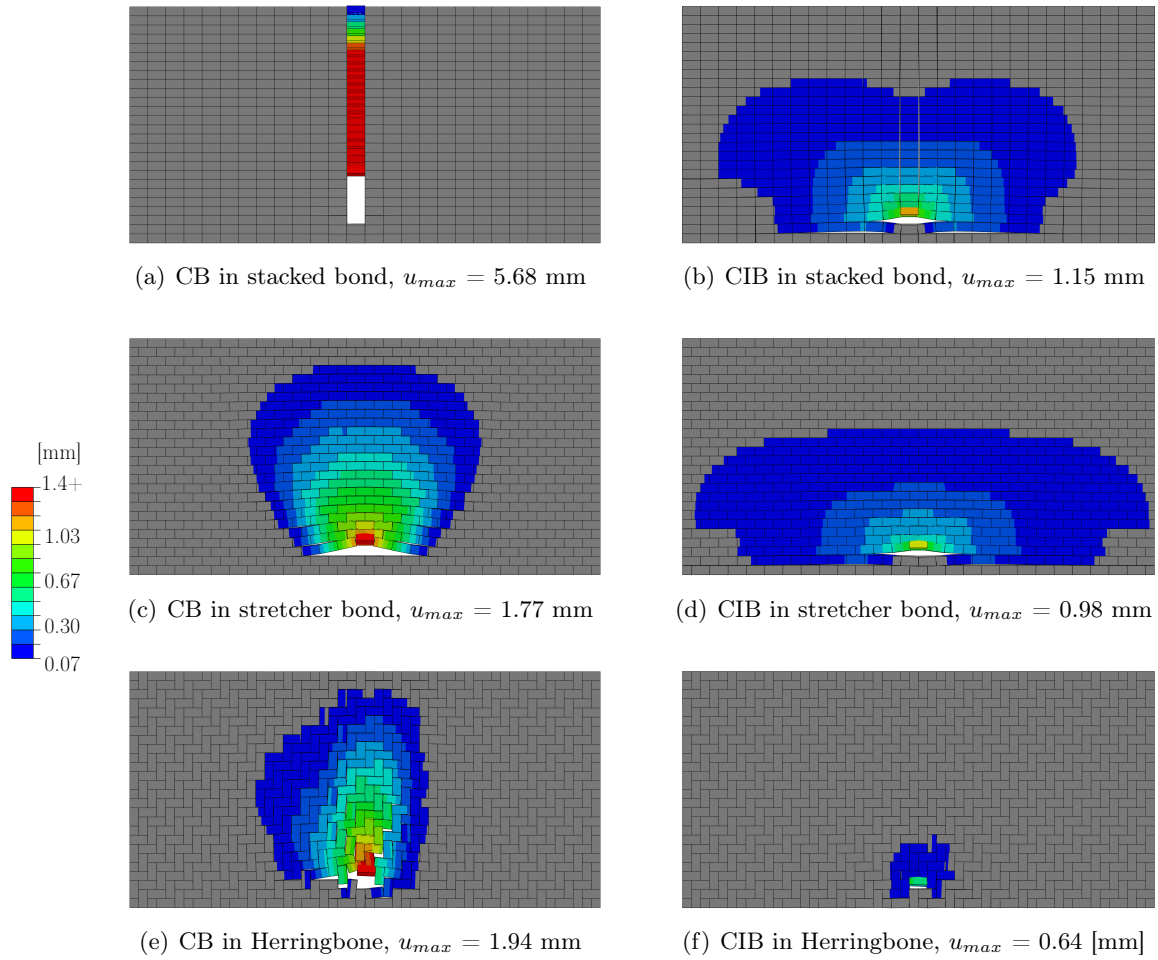 (a) CB in stacked bond, u_max = 5.68 mm
(b) CIB in stacked bond, u_max = 1.15 mm
[mm]
1.4+
1.03
0.67
0.30
0.07
(c) CB in stretcher bond, u_max = 1.77 mm
(d) CIB in stretcher bond, u_max = 0.98 mm
(e) CB in Herringbone, u_max = 1.94 mm
(f) CIB in Herringbone, u_max = 0.64 [mm]